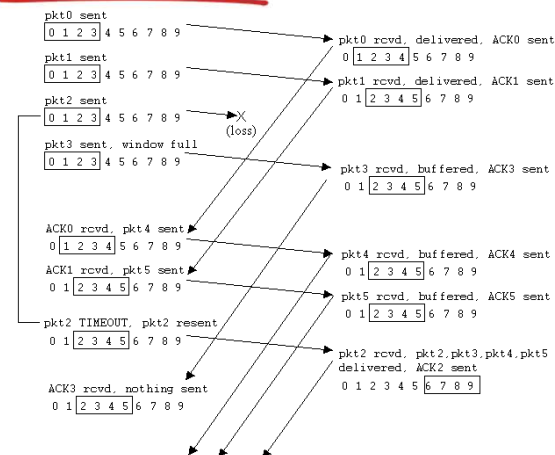 pkt0 sent
0 1 2 3 4 5 6 7 8 9
pkt1 sent
0 1 2 3 4 5 6 7 8 9
pkt2 sent
0 1 2 3 4 5 6 7 8 9
X
(loss)
pkt3 sent, window full
0 1 2 3 4 5 6 7 8 9
ACK0 rcvd, pkt4 sent
0 1 2 3 4 5 6 7 8 9
ACK1 rcvd, pkt5 sent
0 1 2 3 4 5 6 7 8 9
pkt2 TIMEOUT, pkt2 resent
0 1 2 3 4 5 6 7 8 9
ACK3 rcvd, nothing sent
0 1 2 3 4 5 6 7 8 9
pkt0 rcvd, delivered, ACK0 sent
0 1 2 3 4 5 6 7 8 9
pkt1 rcvd, delivered, ACK1 sent
0 1 2 3 4 5 6 7 8 9
pkt3 rcvd, buffered, ACK3 sent
0 1 2 3 4 5 6 7 8 9
pkt4 rcvd, buffered, ACK4 sent
0 1 2 3 4 5 6 7 8 9
pkt5 rcvd, buffered, ACK5 sent
0 1 2 3 4 5 6 7 8 9
pkt2 rcvd, pkt2,pkt3,pkt4,pkt5
delivered, ACK2 sent
0 1 2 3 4 5 6 7 8 9